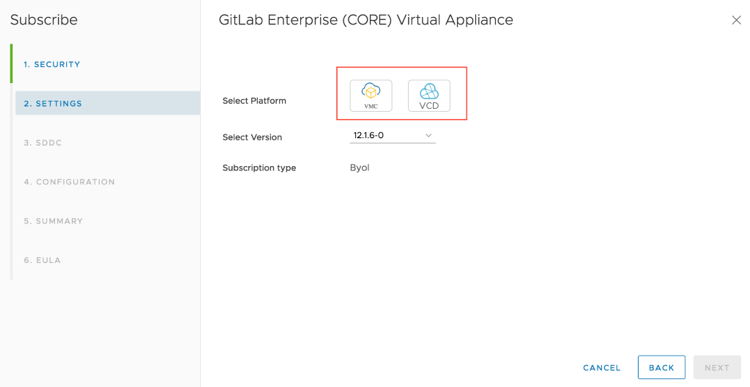 Subscribe
1. SECURITY
2. SETTINGS
3. SDDC
4. CONFIGURATION
5. SUMMARY
6. EULA
GitLab Enterprise (CORE) Virtual Appliance
Select Platform
VMC
VCD
Select Version
12.1.6-0
Subscription type
Byol
CANCEL
BACK
NEXT